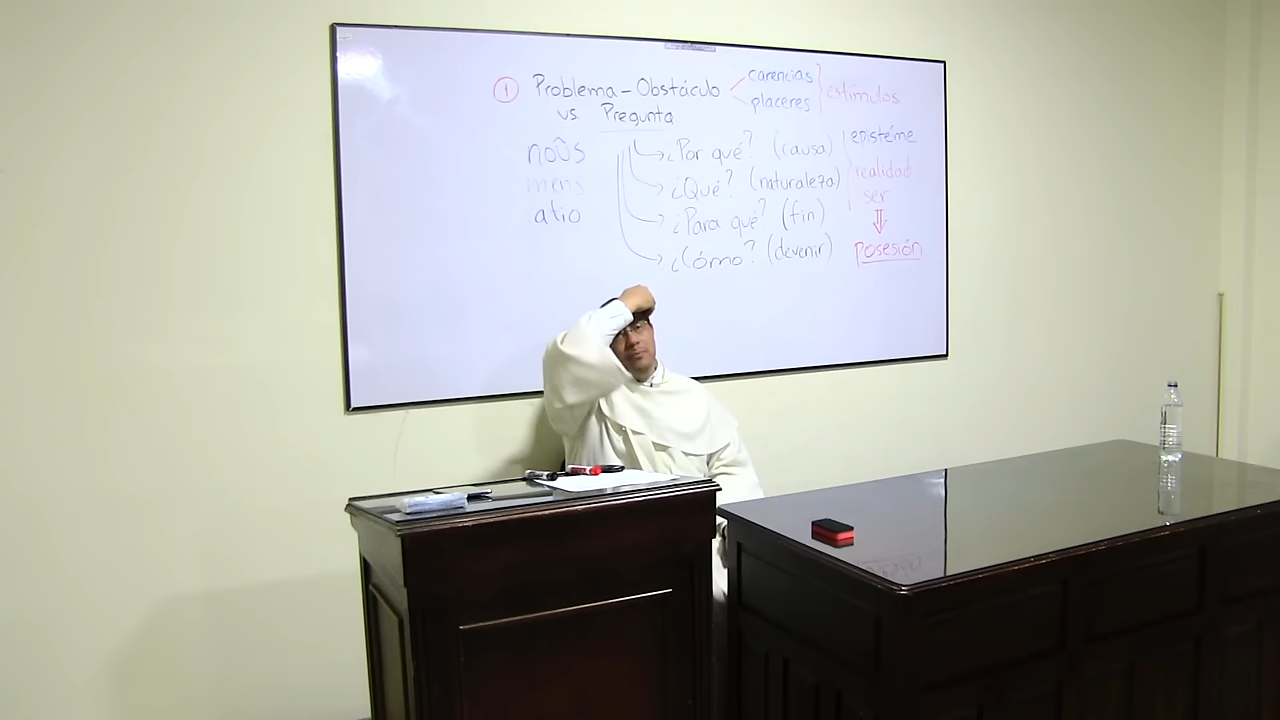 ① Problema - Obstáculo
carencias
placeres
estímulos
vs. Pregunta
noûs
mens
atio
¿Por qué? (causa)
¿Qué? (naturaleza)
¿Para qué? (fin)
¿Cómo? (devenir)
epistéme
realidad
ser
⇓
posesión